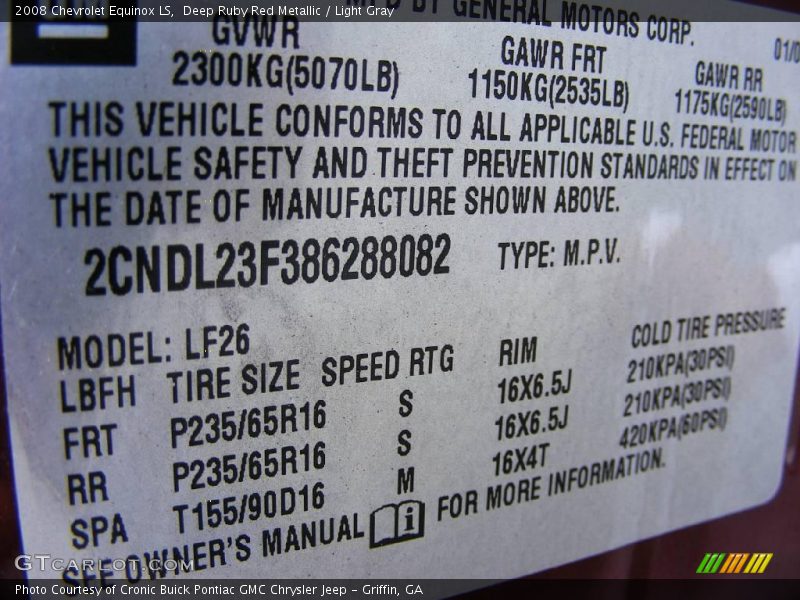 2008 Chevrolet Equinox LS, Deep Ruby Red Metallic / Light Gray
BY GENERAL MOTORS CORP.
01/0
GVWR GAWR FRT GAWR RR
2300KG(5070LB) 1150KG(2535LB) 1175KG(2590LB)
THIS VEHICLE CONFORMS TO ALL APPLICABLE U.S. FEDERAL MOTOR
VEHICLE SAFETY AND THEFT PREVENTION STANDARDS IN EFFECT ON
THE DATE OF MANUFACTURE SHOWN ABOVE.
2CNDL23F386288082 TYPE: M.P.V.
MODEL: LF26
LBFH TIRE SIZE SPEED RTG RIM COLD TIRE PRESSURE
FRT P235/65R16 S 16X6.5J 210KPA(30PSI)
RR P235/65R16 S 16X6.5J 210KPA(30PSI)
SPA T155/90D16 M 16X4T 420KPA(60PSI)
SEE OWNER'S MANUAL FOR MORE INFORMATION.
GTCARLOT.COM
Photo Courtesy of Cronic Buick Pontiac GMC Chrysler Jeep - Griffin, GA